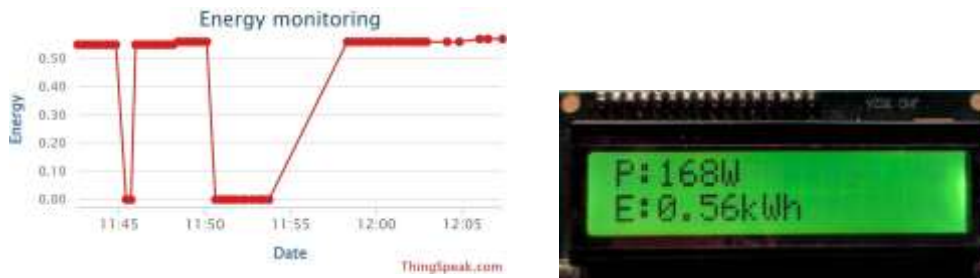 Energy monitoring
Energy
0.50
0.40
0.30
0.20
0.10
0.00
11:45
11:50
11:55
12:00
12:05
Date
ThingSpeak.com
P:168W
E:0.56kWh